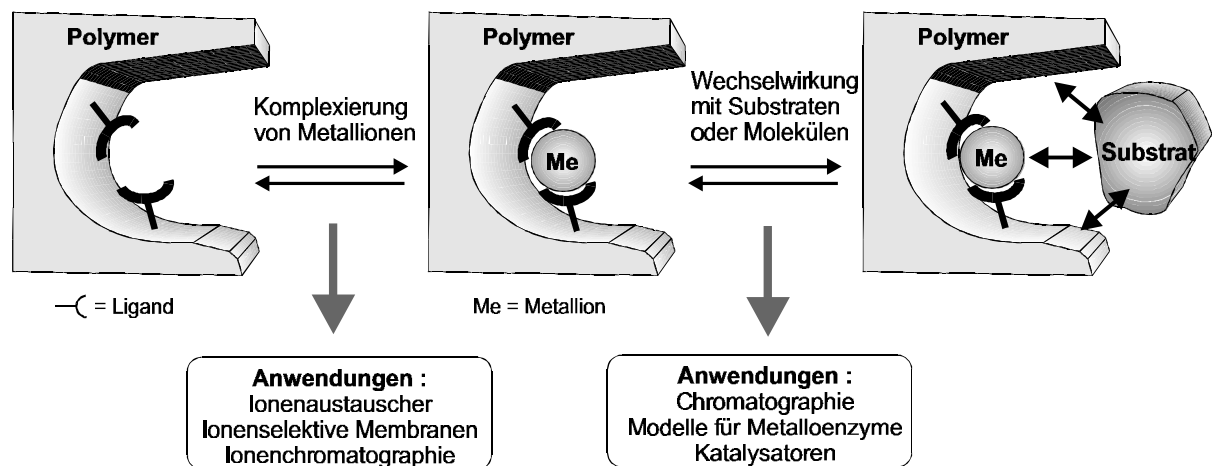 Polymer
Polymer
Polymer
Komplexierung
von Metallionen
Wechselwirkung
mit Substraten
oder Molekülen
Me
Me
Substrat
= Ligand
Me = Metallion
Anwendungen :
Ionenaustauscher
Ionenselektive Membranen
Ionenchromatographie
Anwendungen :
Chromatographie
Modelle für Metalloenzyme
Katalysatoren